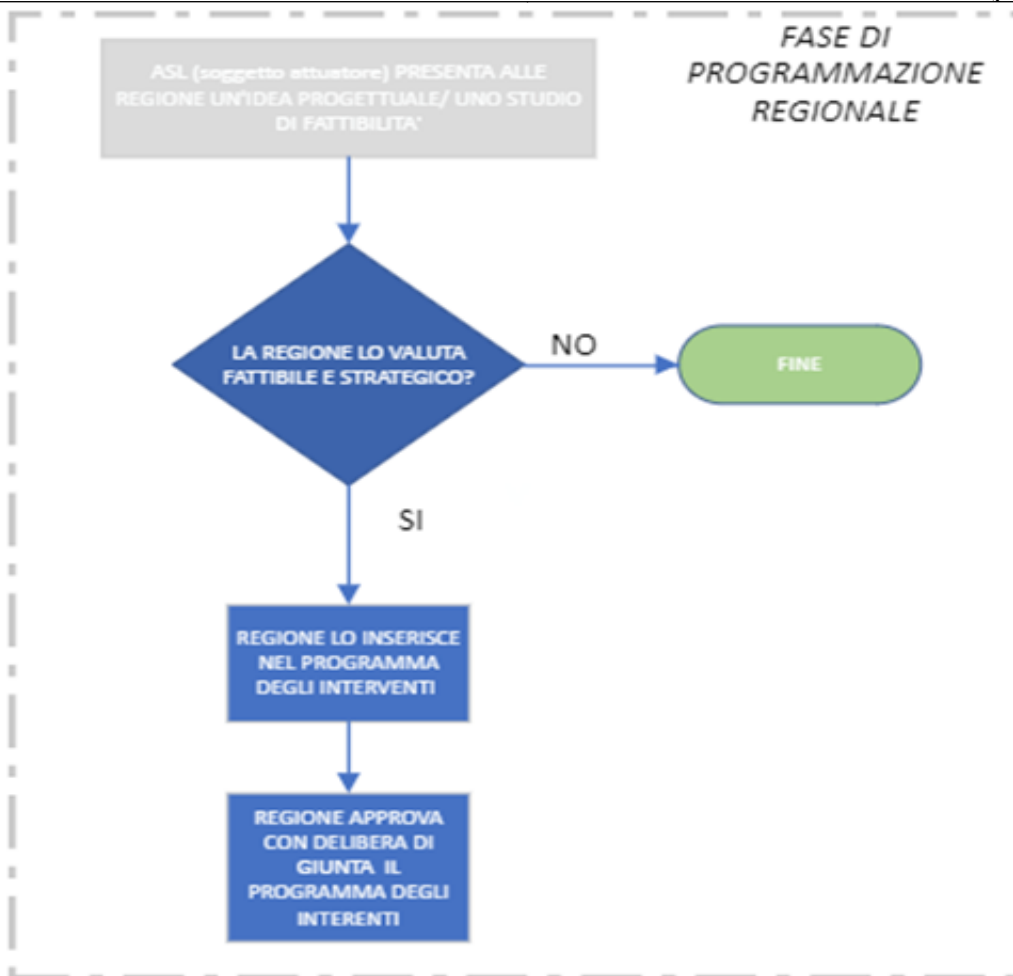 FASE DI
PROGRAMMAZIONE
REGIONALE
ASL (soggetto attuatore) PRESENTA ALLE
REGIONE UN'IDEA PROGETTUALE/ UNO STUDIO
DI FATTIBILITA'
LA REGIONE LO VALUTA
FATTIBILE E STRATEGICO?
NO
FINE
SI
REGIONE LO INSERISCE
NEL PROGRAMMA
DEGLI INTERVENTI
REGIONE APPROVA
CON DELIBERA DI
GIUNTA IL
PROGRAMMA DEGLI
INTERENTI